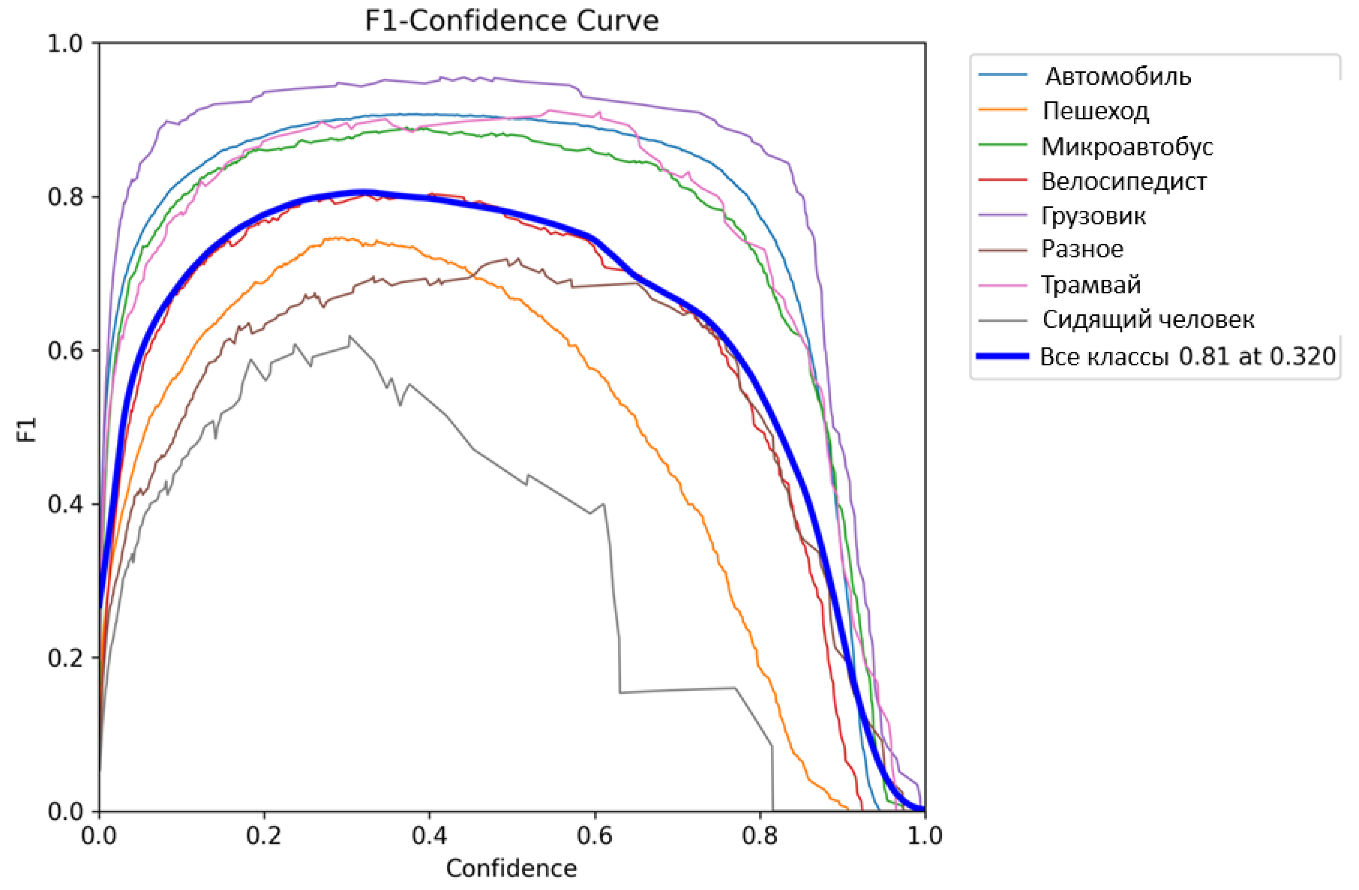 F1-Confidence Curve
1.0
0.8
0.6
0.4
0.2
0.0
F1
0.0 0.2 0.4 0.6 0.8 1.0
Confidence
Автомобиль
Пешеход
Микроавтобус
Велосипедист
Грузовик
Разное
Трамвай
Сидящий человек
Все классы 0.81 at 0.320